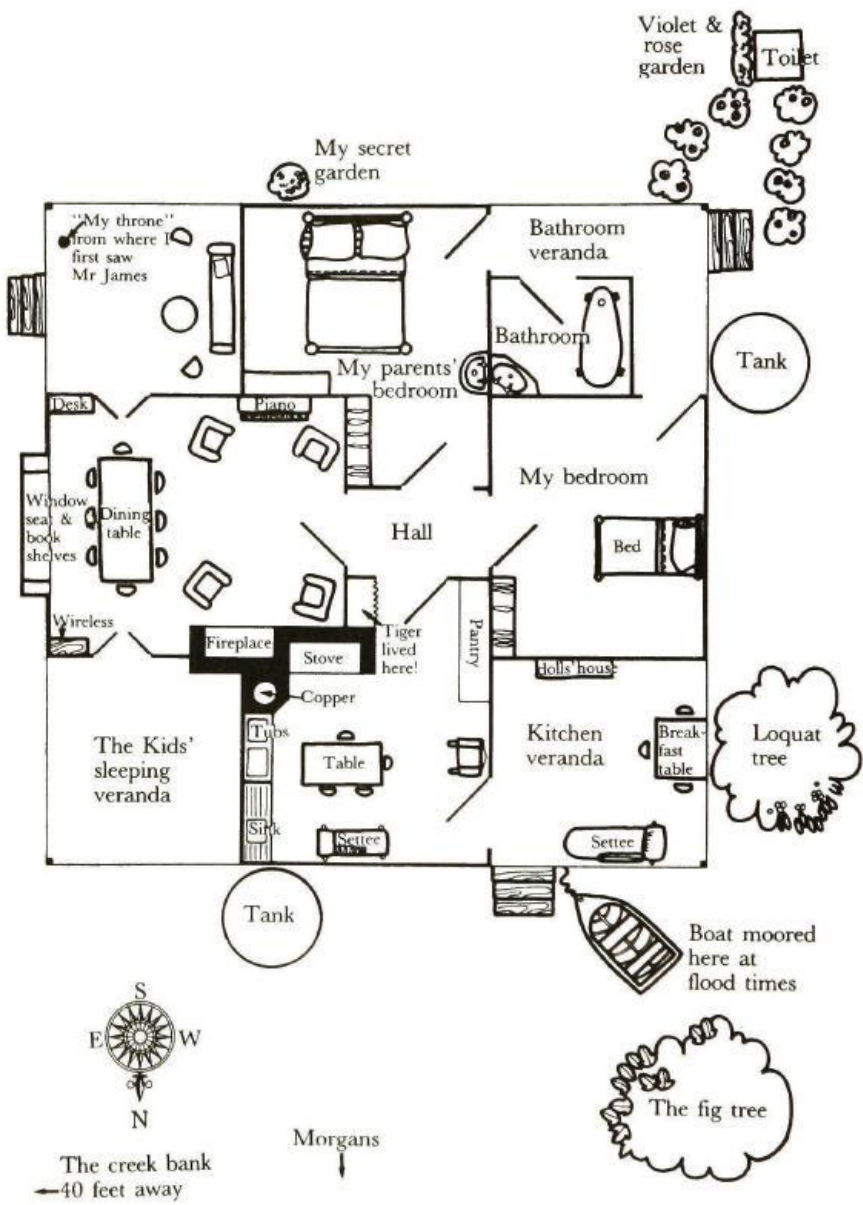 Violet &
rose
garden
Toilet
My secret
garden
"My throne"
from where I
first saw
Mr James
Bathroom
veranda
Bathroom
Tank
My parents'
bedroom
Desk
Piano
My bedroom
Window
seat &
book
shelves
Dining
table
Hall
Bed
Wireless
Fireplace
Stove
Tiger
lived
here!
Pantry
dolls' house
Copper
The Kids'
sleeping
veranda
Tubs
Table
Kitchen
veranda
Break-
fast
table
Loquat
tree
Sink
Settee
Settee
Tank
Boat moored
here at
flood times
S
E
W
N
The fig tree
Morgans
The creek bank
40 feet away